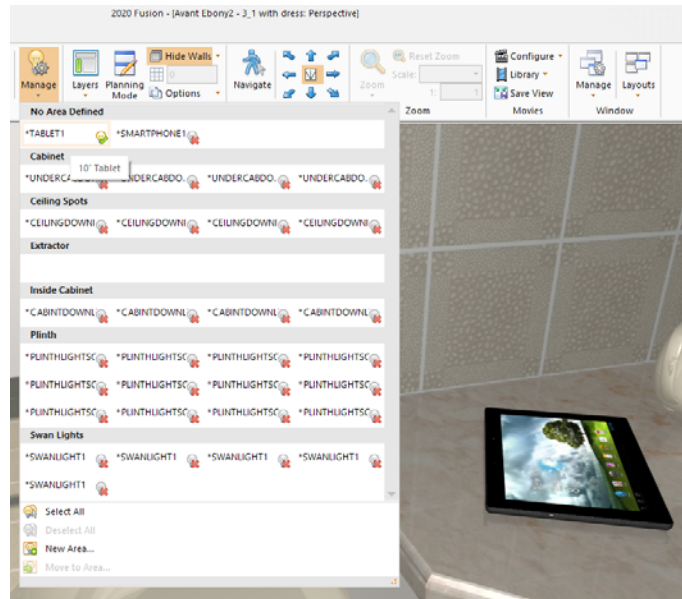 2020 Fusion - [Avant Ebony2 - 3_1 with dress: Perspective]
Manage
Layers
Planning Mode
Hide Walls
0
Options
Navigate
Zoom
Reset Zoom
Scale:
1: 1
Configure
Library
Save View
Manage
Layouts
Zoom
Movies
Window
No Area Defined
*TABLET1 *SMARTPHONE1
Cabinet
10" Tablet
*UNDERCABDO. *UNDERCABDO. *UNDERCABDO.
Ceiling Spots
*CEILINGDOWNI *CEILINGDOWNI *CEILINGDOWNI *CEILINGDOWNI
Extractor
Inside Cabinet
*CABINTDOWNL *CABINTDOWNL *CABINTDOWNL *CABINTDOWNL
Plinth
*PLINTHLIGHTSC *PLINTHLIGHTSC *PLINTHLIGHTSC *PLINTHLIGHTSC
*PLINTHLIGHTSC *PLINTHLIGHTSC *PLINTHLIGHTSC *PLINTHLIGHTSC
*PLINTHLIGHTSC *PLINTHLIGHTSC *PLINTHLIGHTSC *PLINTHLIGHTSC
Swan Lights
*SWANLIGHT1 *SWANLIGHT1 *SWANLIGHT1 *SWANLIGHT1
*SWANLIGHT1
Select All
Deselect All
New Area...
Move to Area...